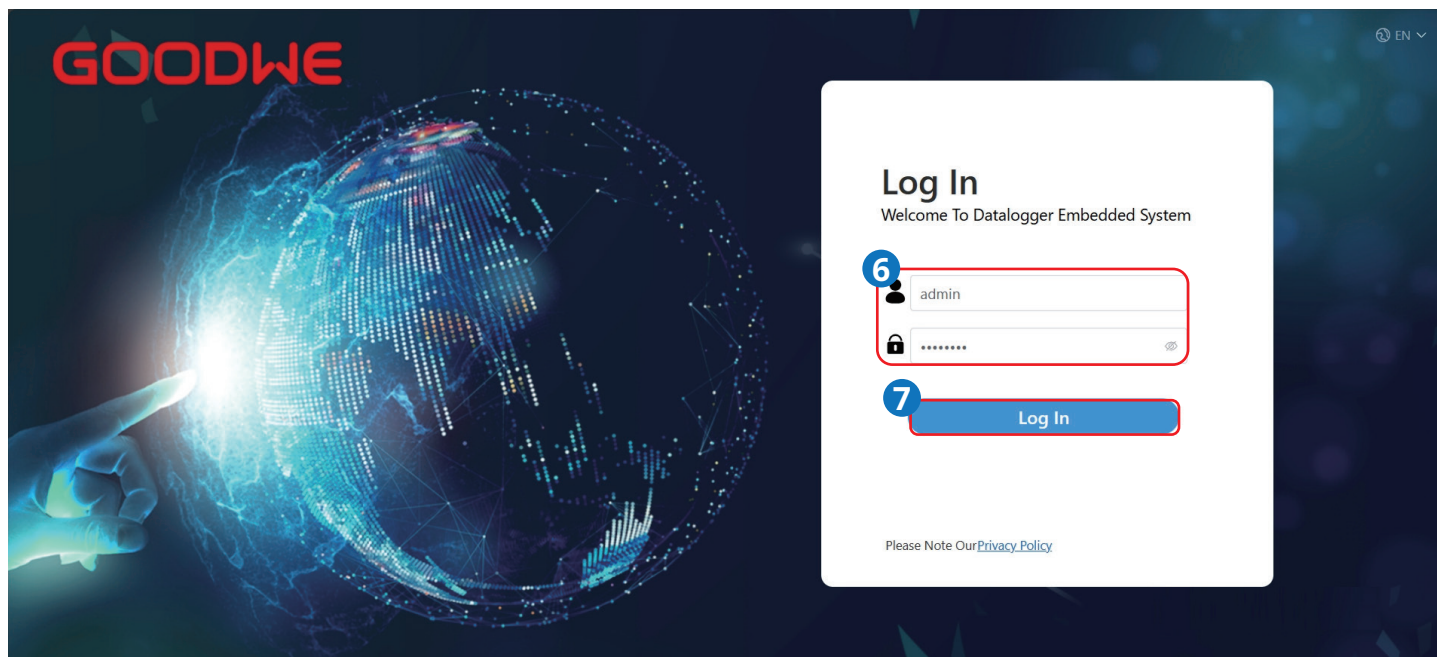 GOODWE
EN
Log In
Welcome To Datalogger Embedded System
6
admin
••••••••
7
Log In
Please Note OurPrivacy Policy